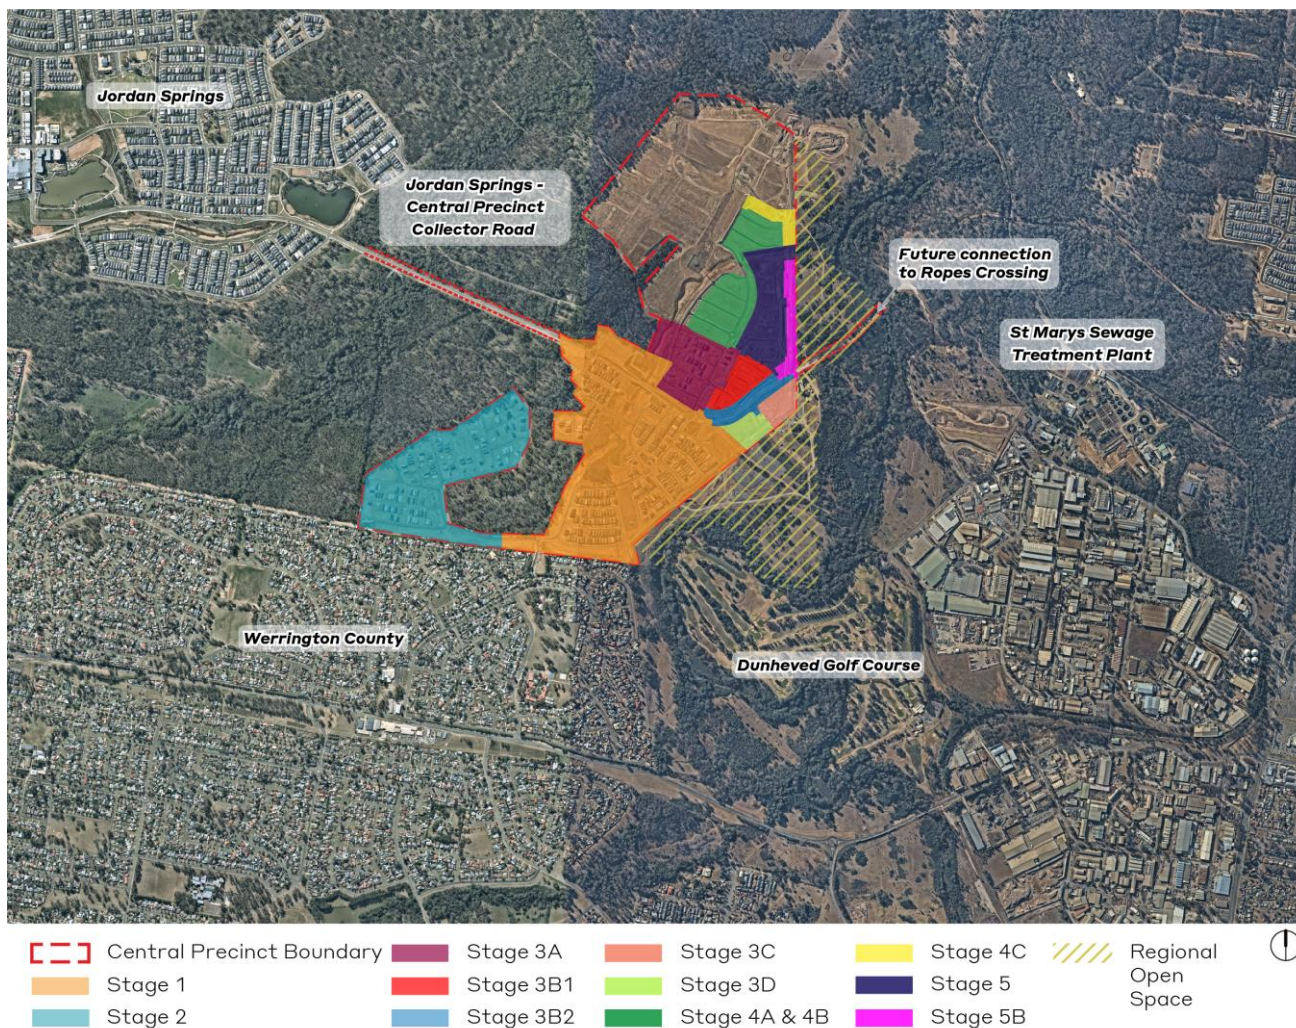 Jordan Springs
Jordan Springs -
Central Precinct
Collector Road
Future connection
to Ropes Crossing
St Marys Sewage
Treatment Plant
Werrington County
Dunheved Golf Course
Central Precinct Boundary
Stage 1
Stage 2
Stage 3A
Stage 3B1
Stage 3B2
Stage 3C
Stage 3D
Stage 4A & 4B
Stage 4C
Stage 5
Stage 5B
Regional
Open
Space